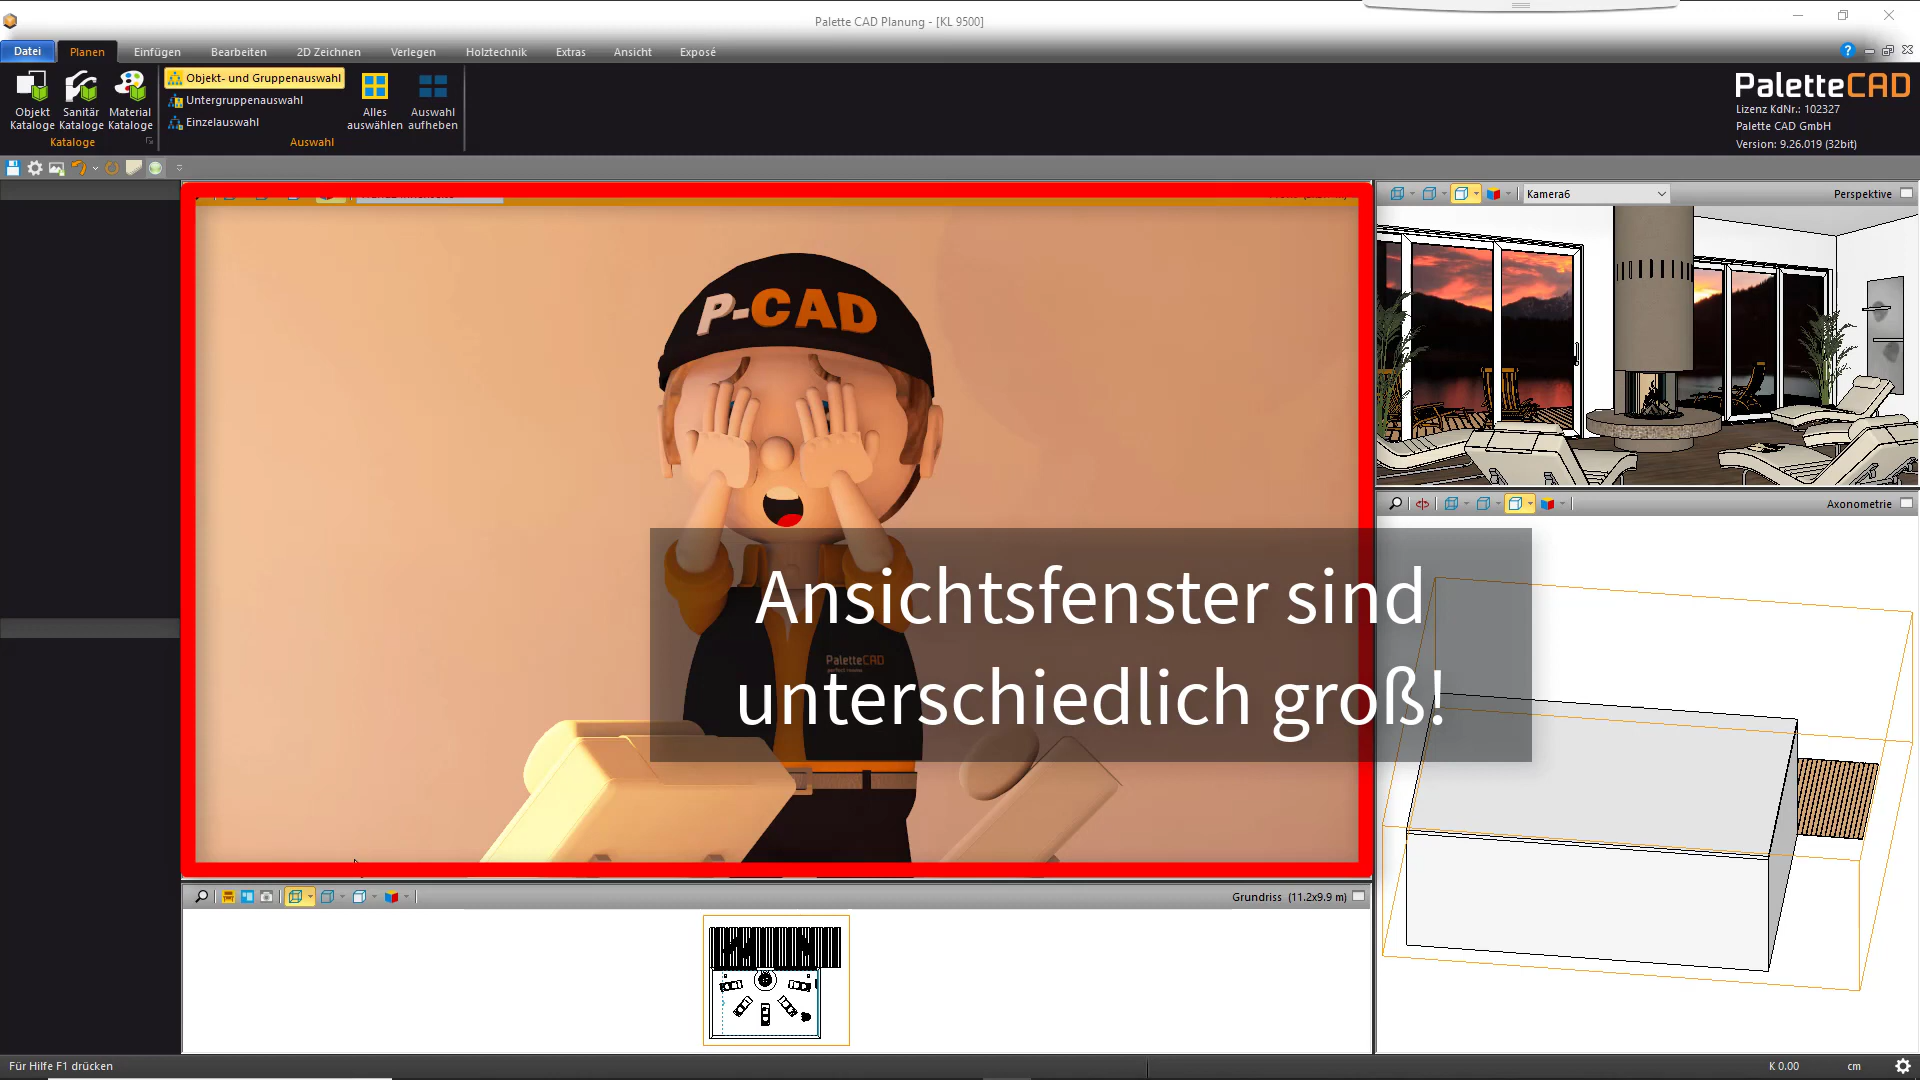 Palette CAD Planung - [KL 9500]
Datei Planen Einfügen Bearbeiten 2D Zeichnen Verlegen Holztechnik Extras Ansicht Exposé
Objekt Kataloge
Sanitär Kataloge
Material Kataloge
Kataloge
Objekt- und Gruppenauswahl
Untergruppenauswahl
Einzelauswahl
Alles auswählen
Auswahl aufheben
Auswahl
PaletteCAD
Lizenz KdNr.: 102327
Palette CAD GmbH
Version: 9.26.019 (32bit)
Kamera6
Perspektive
P-CAD
PaletteCAD
Ansichtsfenster sind
unterschiedlich groß!
Axonometrie
Grundriss (11.2x9.9 m)
Für Hilfe F1 drücken
K 0.00
cm